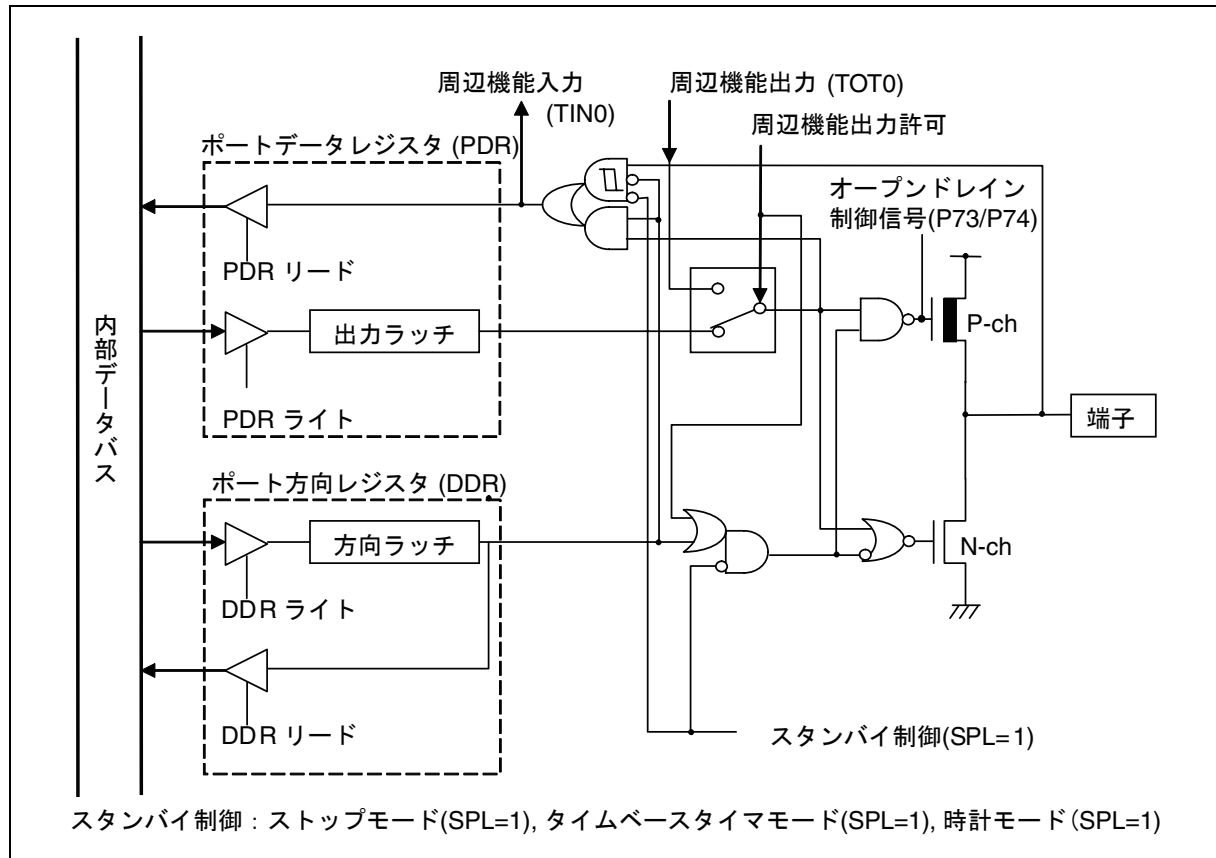 周辺機能入力
(TIN0)
周辺機能出力 (TOT0)
周辺機能出力許可
ポートデータレジスタ (PDR)
オープンドレイン
制御信号(P73/P74)
PDR リード
P-ch
内部データバス
出力ラッチ
PDR ライト
端子
ポート方向レジスタ (DDR)
方向ラッチ
N-ch
DDR ライト
DDR リード
スタンバイ制御(SPL=1)
スタンバイ制御 : ストップモード(SPL=1), タイムベースタイマモード(SPL=1), 時計モード(SPL=1)